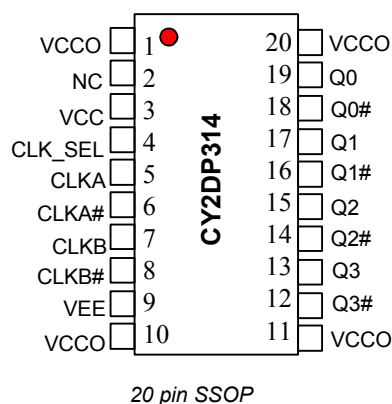 VCCO 1 20 VCCO
NC 2 19 Q0
VCC 3 18 Q0#
CLK_SEL 4 17 Q1
CLKA 5 16 Q1#
CLKA# 6 15 Q2
CLKB 7 14 Q2#
CLKB# 8 13 Q3
VEE 9 12 Q3#
VCCO 10 11 VCCO
CY2DP314
20 pin SSOP